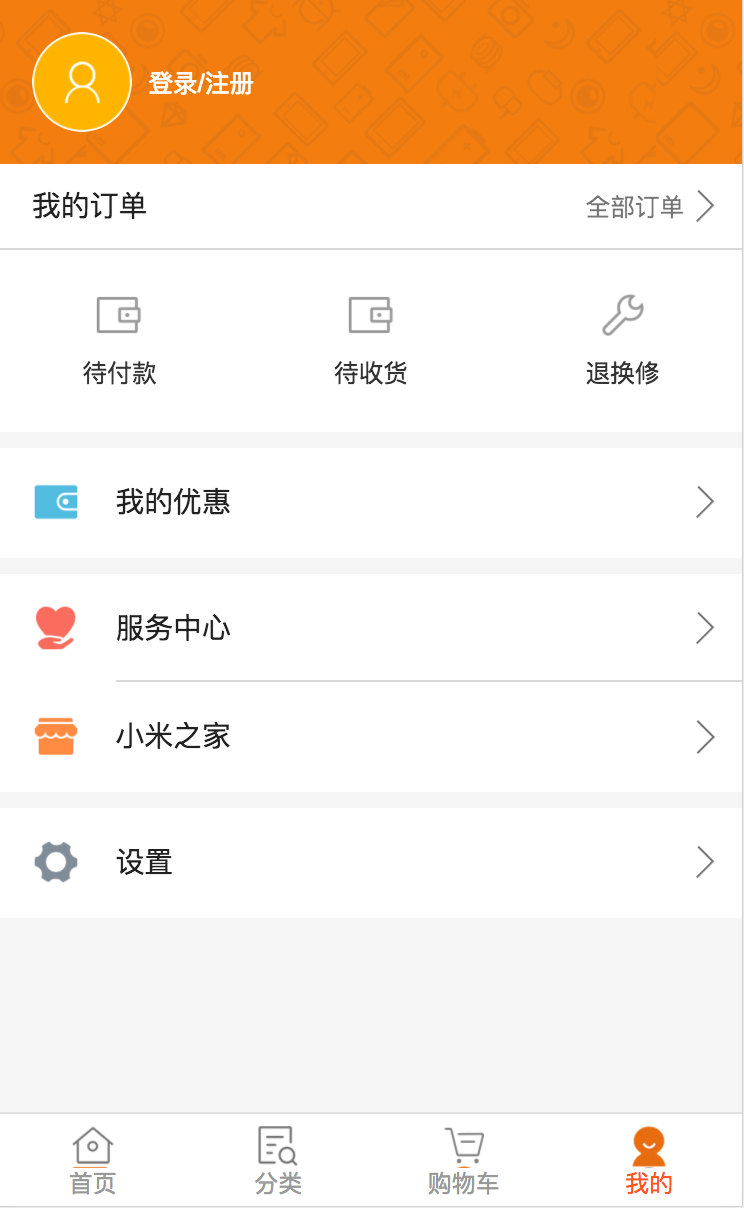 登录/注册
我的订单
全部订单
待付款
待收货
退换修
我的优惠
服务中心
小米之家
设置
首页
分类
购物车
我的